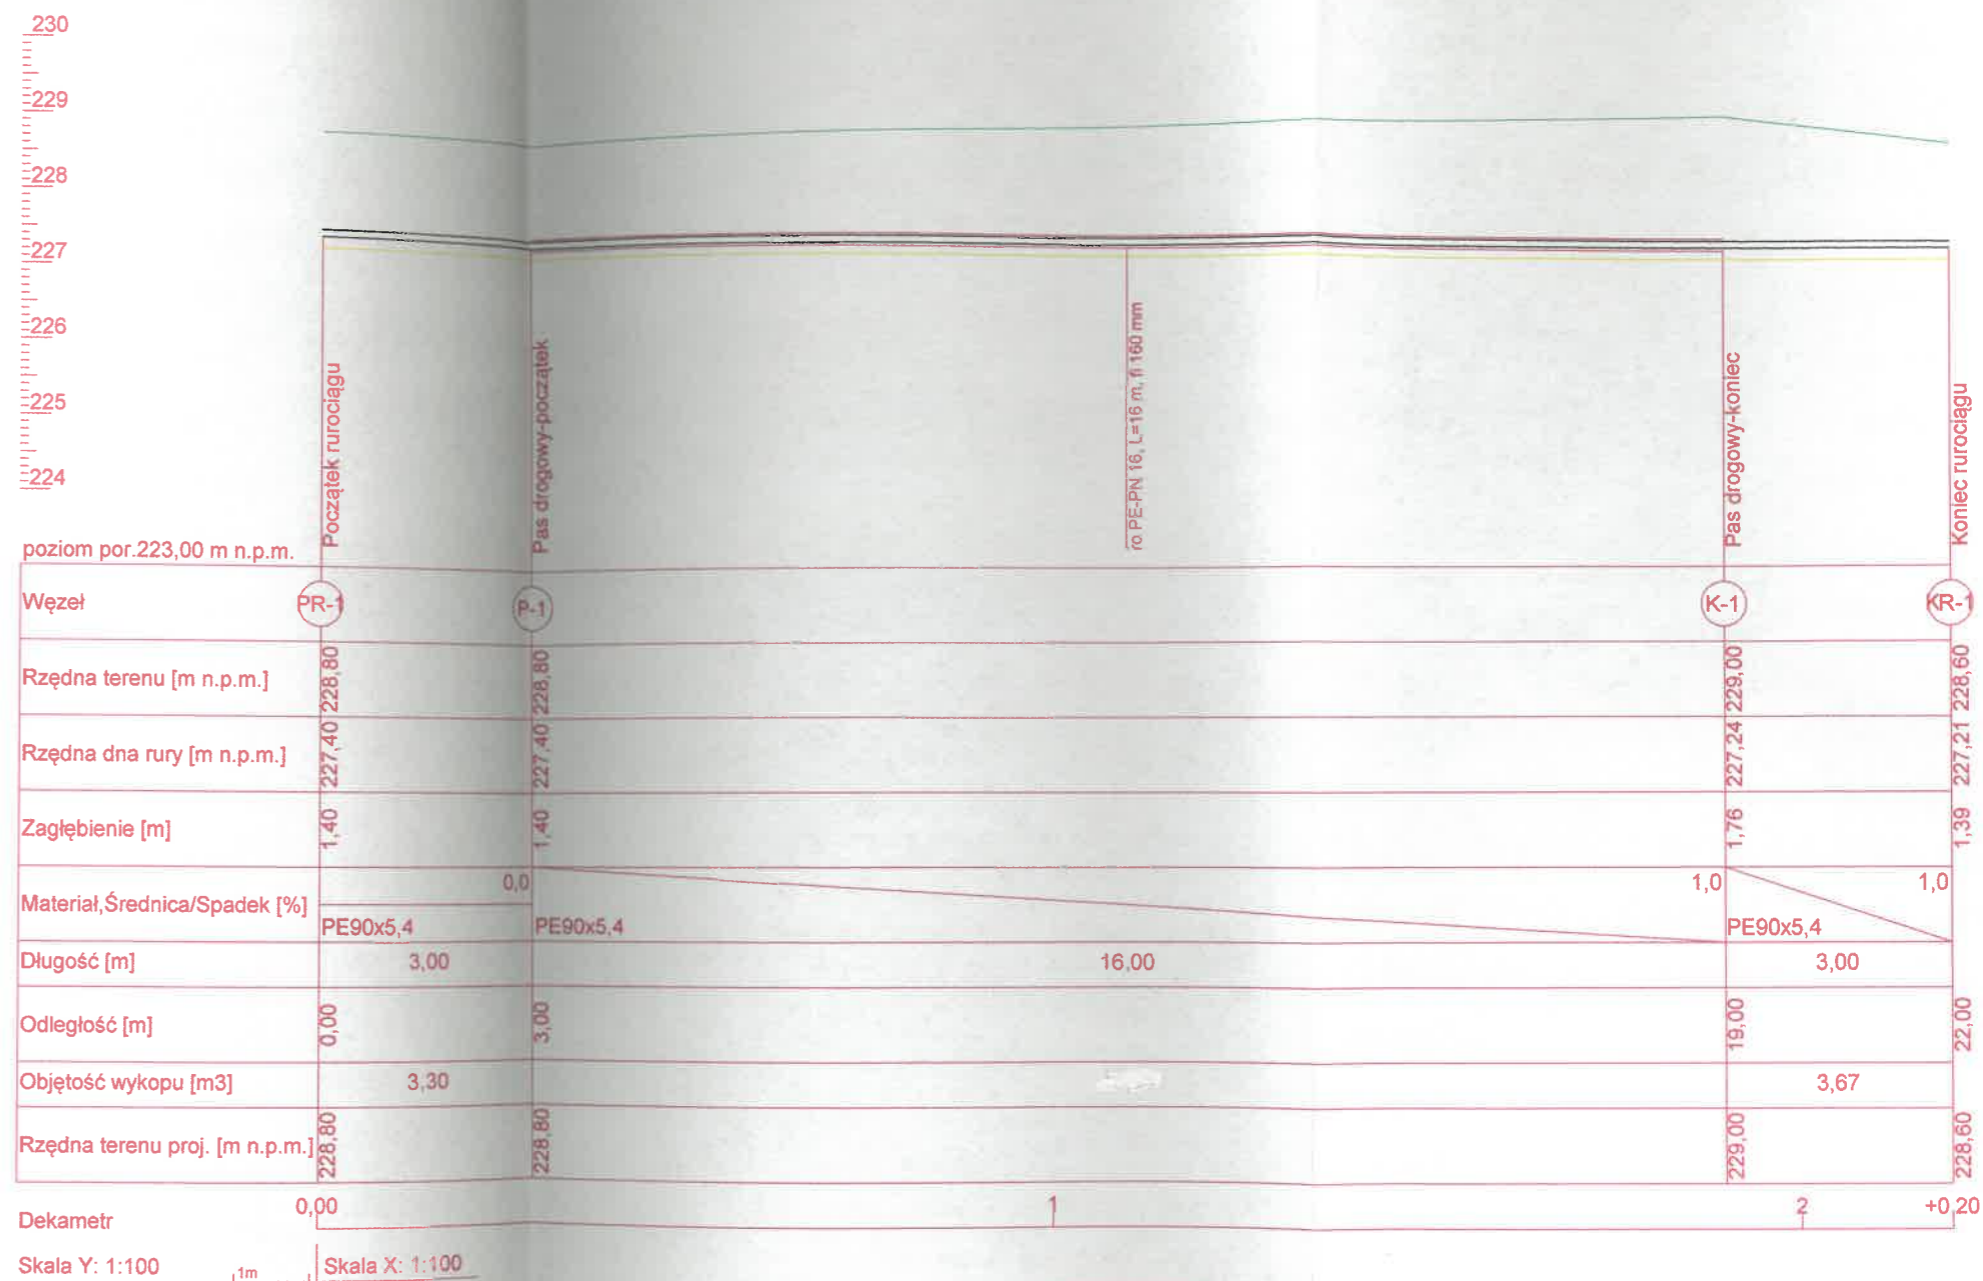 230
229
228
227
226
225
224
Początek rurociągu
Pas drogowy-początek
ro PE-PN 16, L=16 m, fi 160 mm
Pas drogowy-koniec
Koniec rurociągu
poziom por.223,00 m n.p.m.
Węzeł PR-1 P-1 K-1 KR-1
Rzędna terenu [m n.p.m.] 228,80 228,80 229,00 228,60
Rzędna dna rury [m n.p.m.] 227,40 227,40 227,24 227,21
Zagłębienie [m] 1,40 1,40 1,76 1,39
0,0 1,0 1,0
Materiał,Średnica/Spadek [%]
PE90x5,4 PE90x5,4 PE90x5,4
Długość [m] 3,00 16,00 3,00
Odległość [m] 0,00 3,00 19,00 22,00
Objętość wykopu [m3] 3,30 3,67
Rzędna terenu proj. [m n.p.m.] 228,80 228,80 229,00 228,60
Dekametr 0,00 1 2 +0,20
Skala Y: 1:100 1m Skala X: 1:100